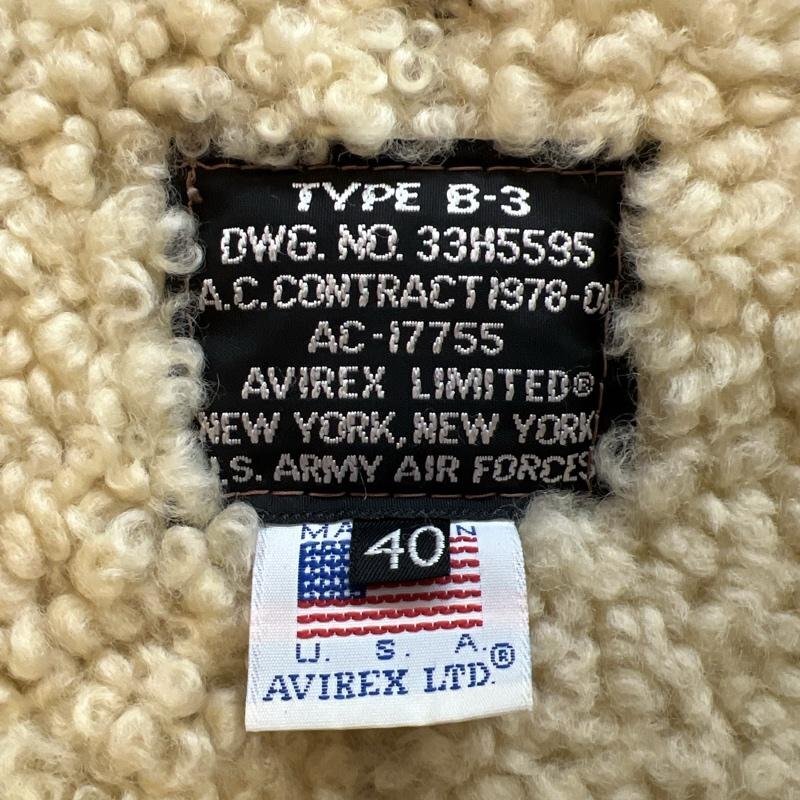 TYPE B-3
DWG. NO. 33H5595
A.C. CONTRACT 1978-
AC-17755
AVIREX LIMITED®
NEW YORK, NEW YORK
.S. ARMY AIR FORCES
MA N
40
U. S. A.
AVIREX LTD.®